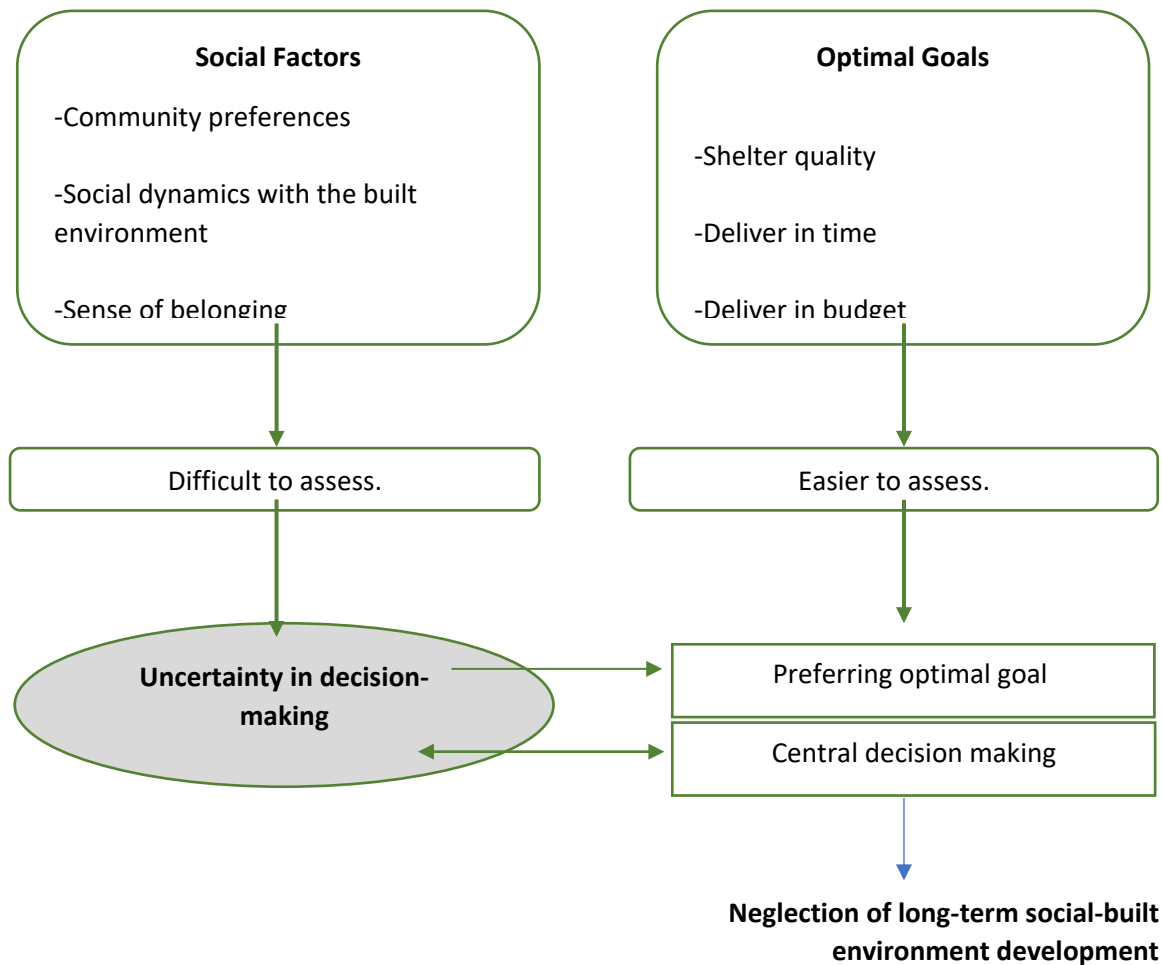 Social Factors
-Community preferences
-Social dynamics with the built
environment
-Sense of belonging
Optimal Goals
-Shelter quality
-Deliver in time
-Deliver in budget
Difficult to assess.
Easier to assess.
Uncertainty in decision-
making
Preferring optimal goal
Central decision making
Neglection of long-term social-built
environment development